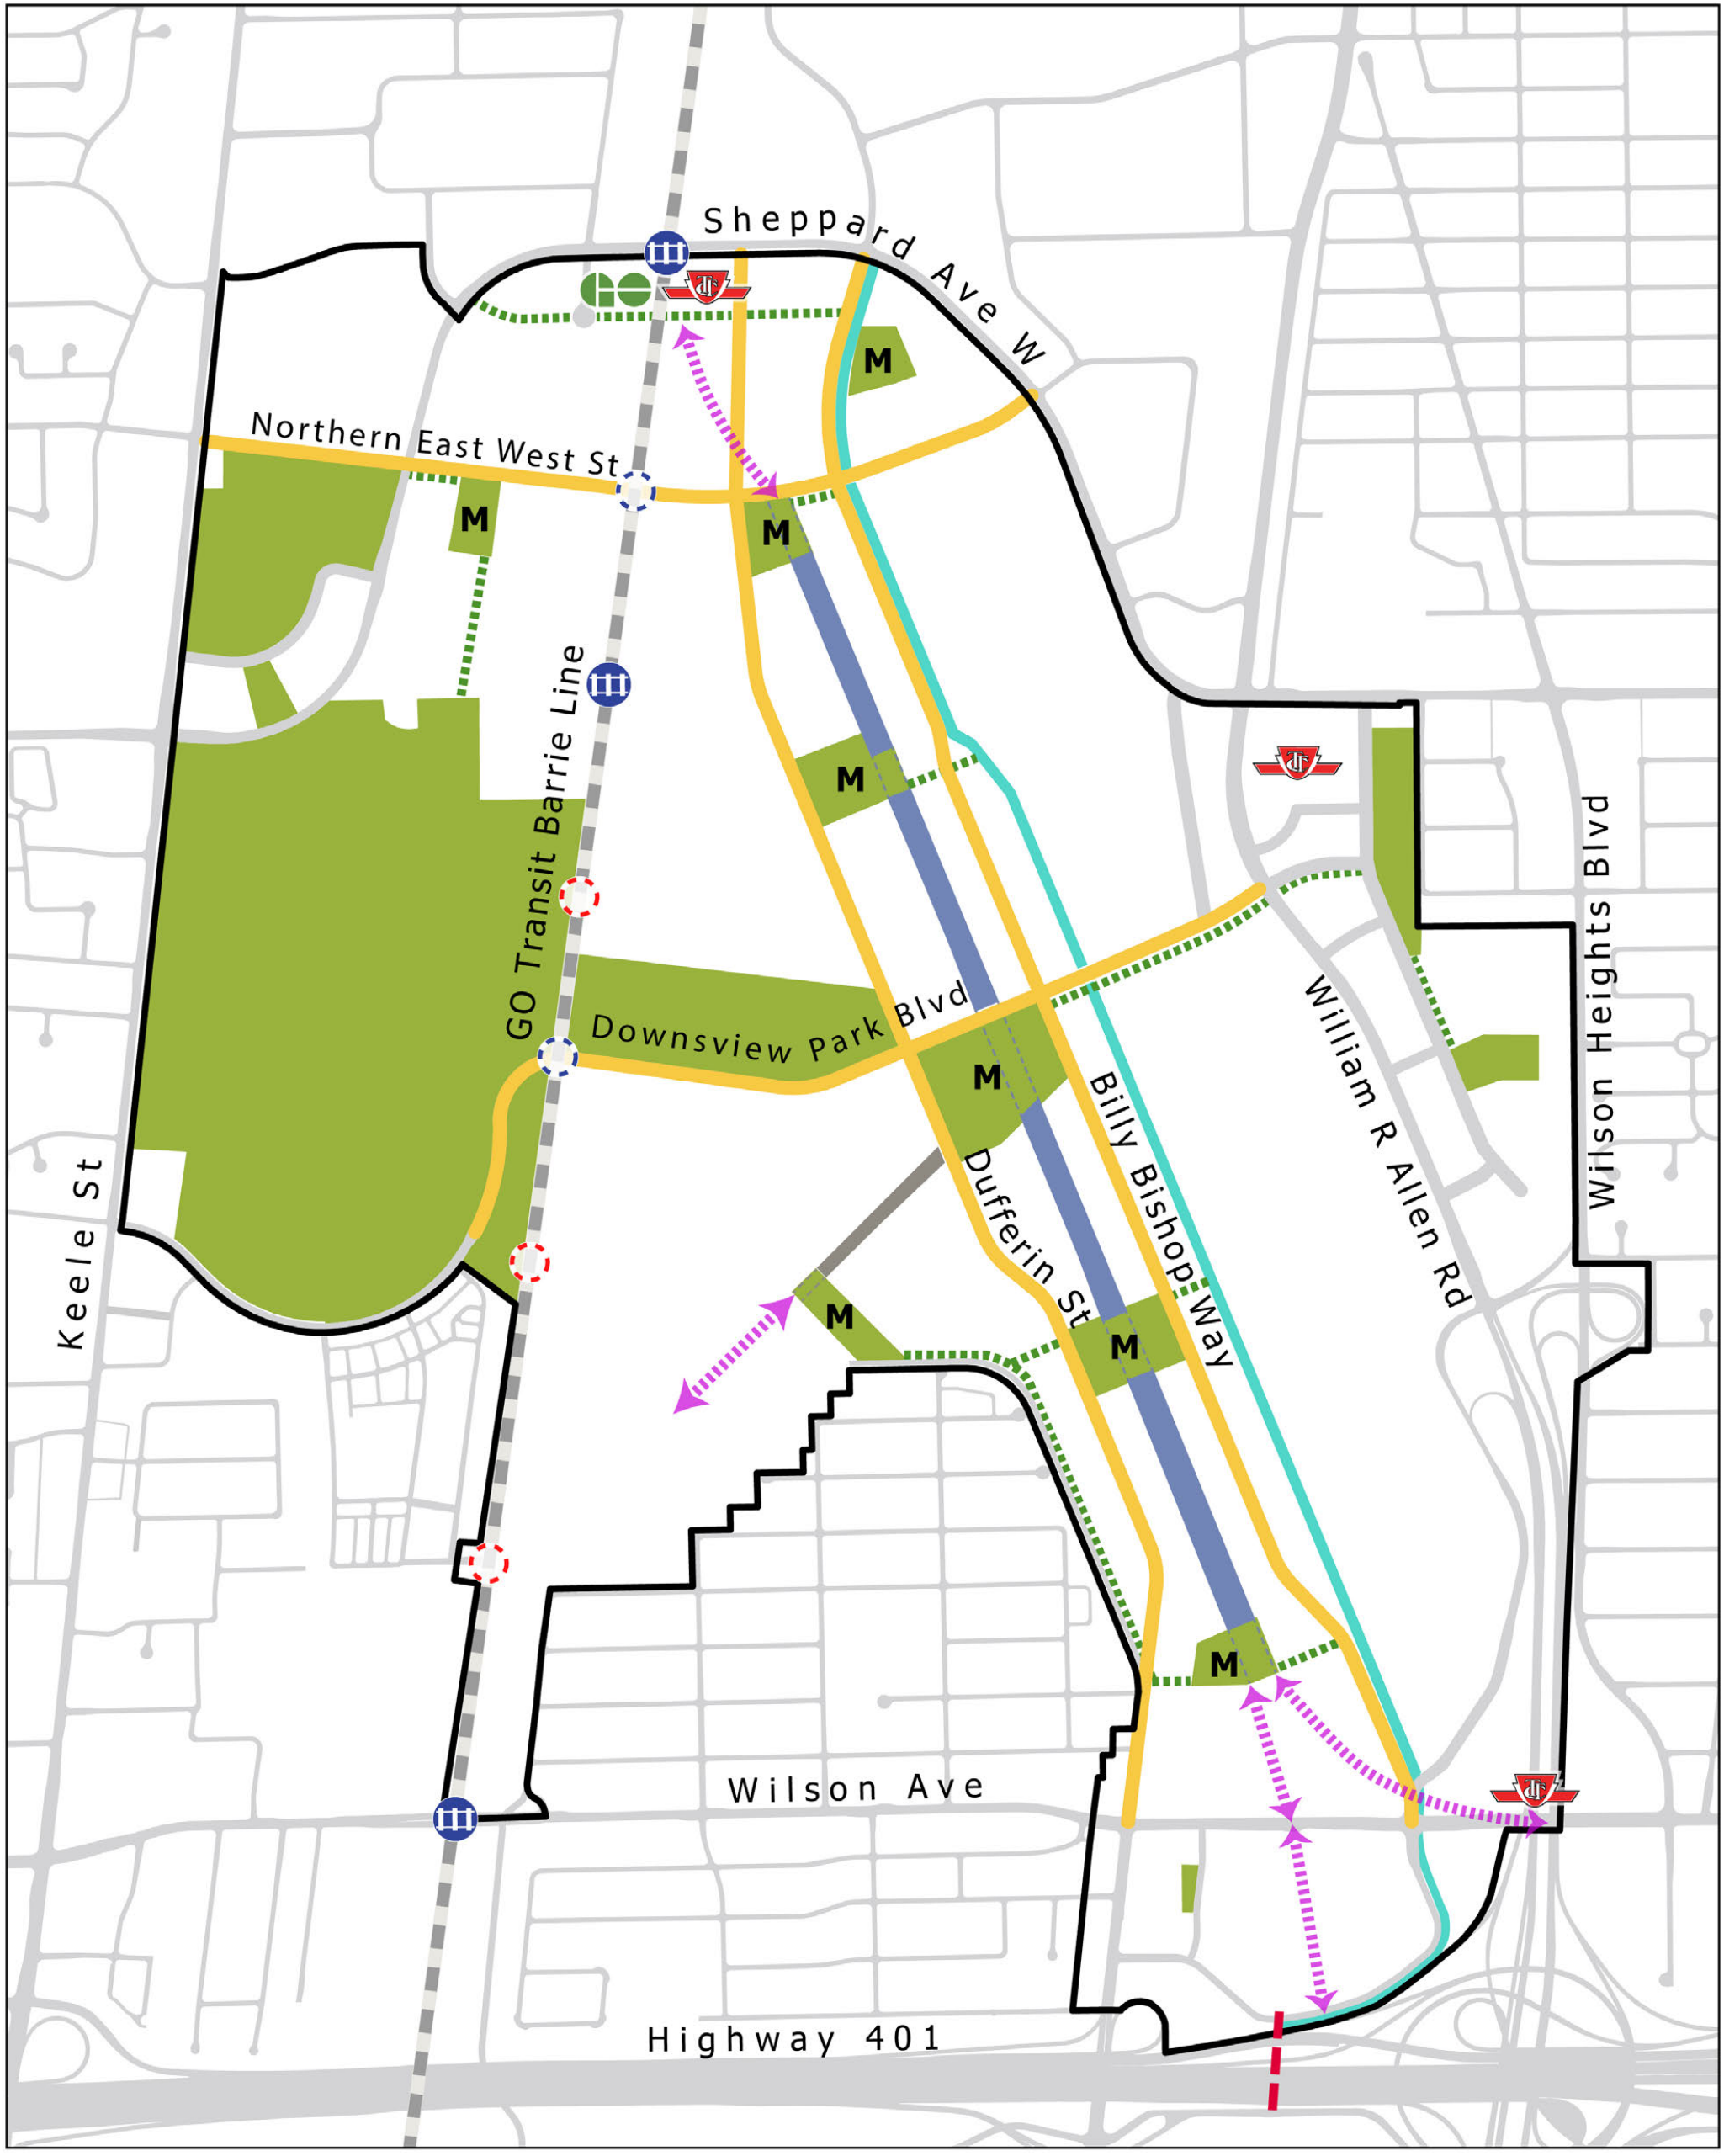 Sheppard Ave W
GO
M
Northern East West St
M
M
GO Transit Barrie Line
M
Wilson Heights Blvd
Downsview Park Blvd
M
William R Allen Rd
Billy Bishop Way
Keele St
Dufferin St
M
M
M
Wilson Ave
Highway 401